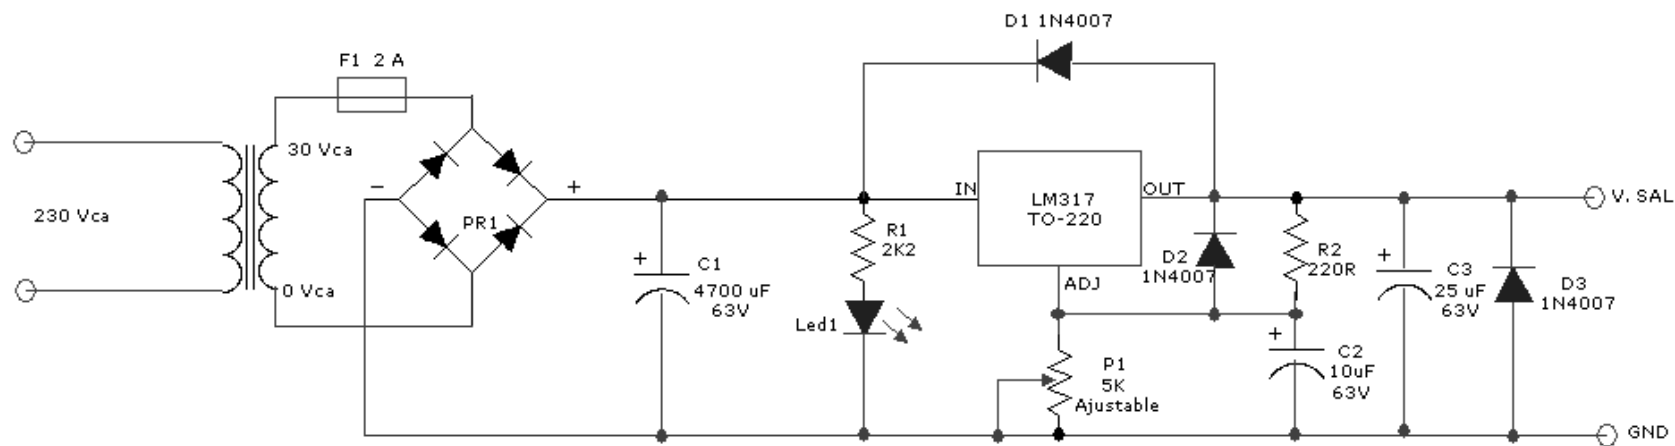 D1 1N4007
F1 2 A
30 Vca
230 Vca
0 Vca
−
+
PR1
+
C1
4700 uF
63V
R1
2K2
Led1
IN
LM317
TO-220
OUT
ADJ
D2
1N4007
R2
220R
P1
5K
Ajustable
+
C2
10uF
63V
+
C3
25 uF
63V
D3
1N4007
V. SAL
GND